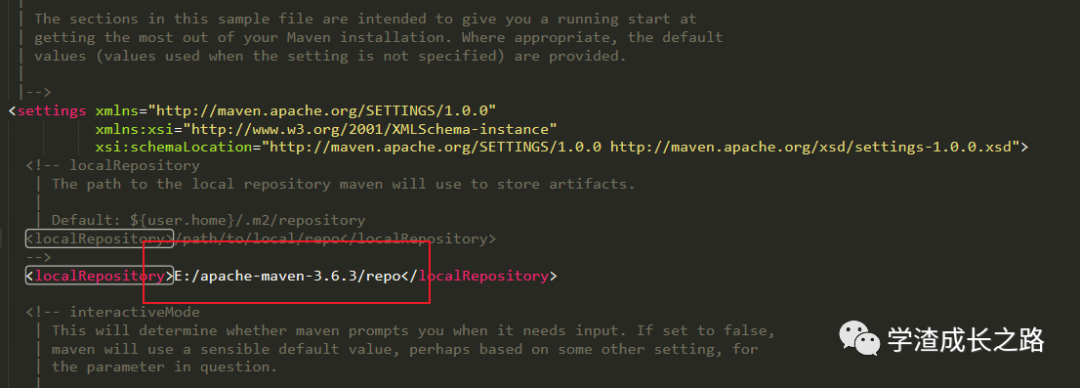 |
| The sections in this sample file are intended to give you a running start at
| getting the most out of your Maven installation. Where appropriate, the default
| values (values used when the setting is not specified) are provided.
|
|-->
<settings xmlns="http://maven.apache.org/SETTINGS/1.0.0"
xmlns:xsi="http://www.w3.org/2001/XMLSchema-instance"
xsi:schemaLocation="http://maven.apache.org/SETTINGS/1.0.0 http://maven.apache.org/xsd/settings-1.0.0.xsd">
<!-- localRepository
| The path to the local repository maven will use to store artifacts.
|
| Default: ${user.home}/.m2/repository
<localRepository>/path/to/local/repo</localRepository>
-->
<localRepository>E:/apache-maven-3.6.3/repo</localRepository>
<!-- interactiveMode
| This will determine whether maven prompts you when it needs input. If set to false,
| maven will use a sensible default value, perhaps based on some other setting, for
| the parameter in question.
|
学渣成长之路